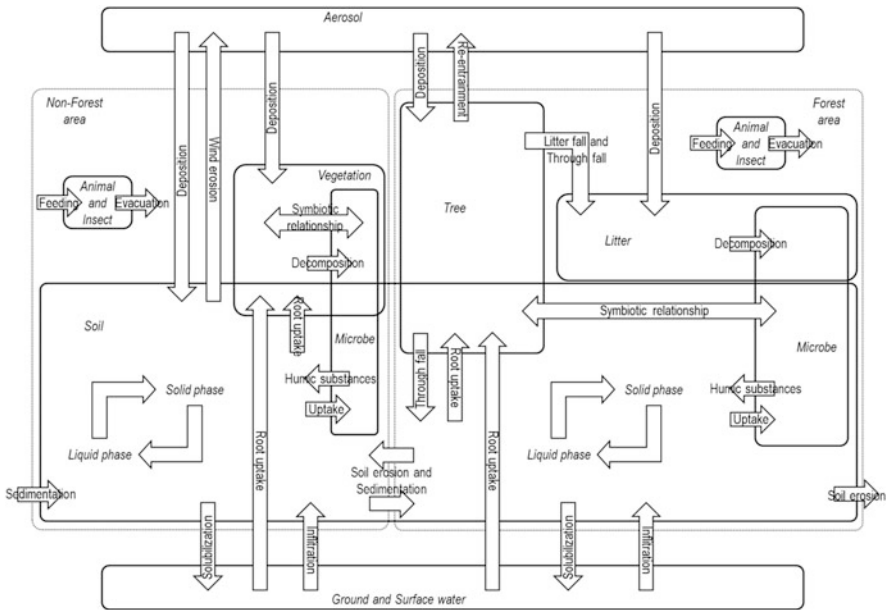 Aerosol
Non-Forest
area
Forest
area
Deposition
Wind erosion
Deposition
Deposition
Re-entrainment
Deposition
Litter fall and
Through fall
Feeding
Animal
and
Insect
Evacuation
Feeding
Animal
and
Insect
Evacuation
Vegetation
Symbiotic
relationship
Decomposition
Tree
Litter
Decomposition
Soil
Root uptake
Microbe
Symbiotic relationship
Microbe
Through fall
Root uptake
Solid phase
Liquid phase
Humic substances
Uptake
Root uptake
Solid phase
Liquid phase
Humic substances
Uptake
Root uptake
Sedimentation
Soil erosion and
Sedimentation
Soil erosion
Solubilization
Infiltration
Solubilization
Infiltration
Ground and Surface water